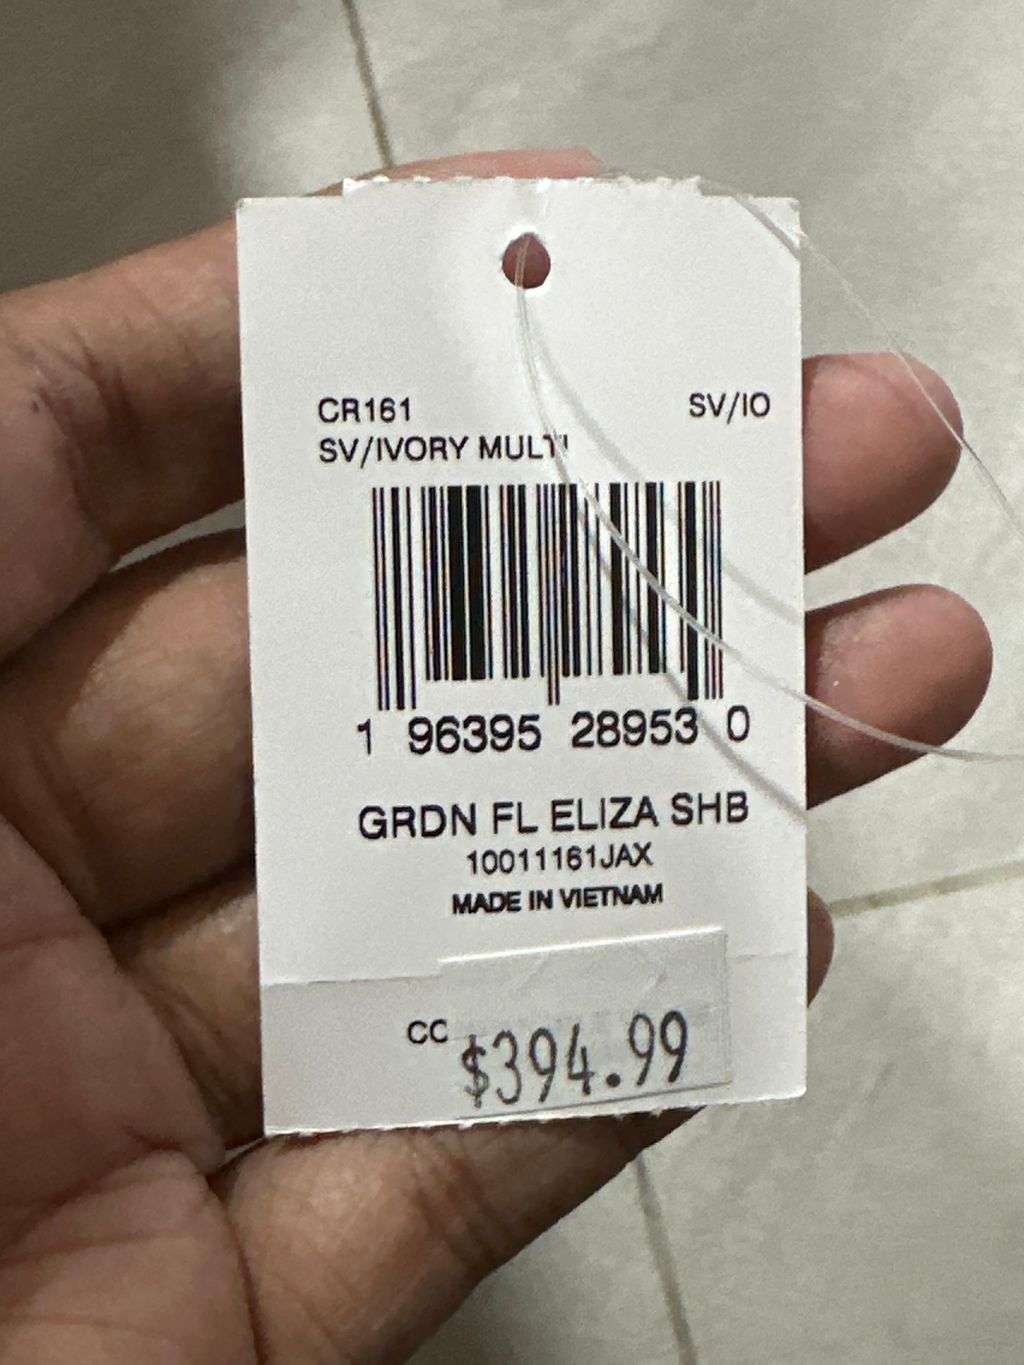 CR161 SV/IO
SV/IVORY MULTI
1 96395 28953 0
GRDN FL ELIZA SHB
10011161JAX
MADE IN VIETNAM
CC $394.99